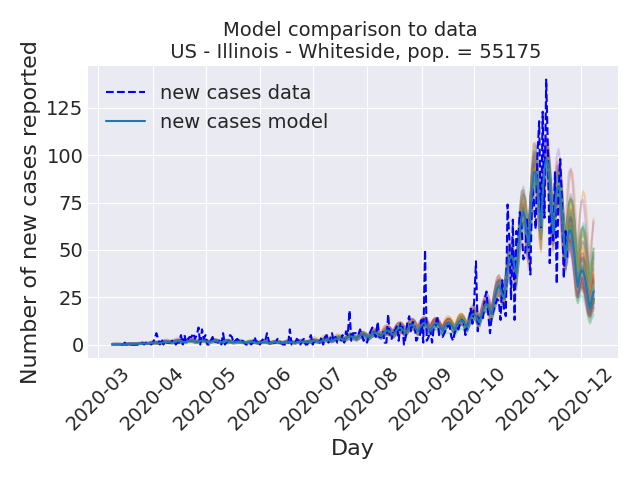 Model comparison to data
US - Illinois - Whiteside, pop. = 55175
new cases data
new cases model
Number of new cases reported
125
100
75
50
25
0
2020-03
2020-04
2020-05
2020-06
2020-07
2020-08
2020-09
2020-10
2020-11
2020-12
Day